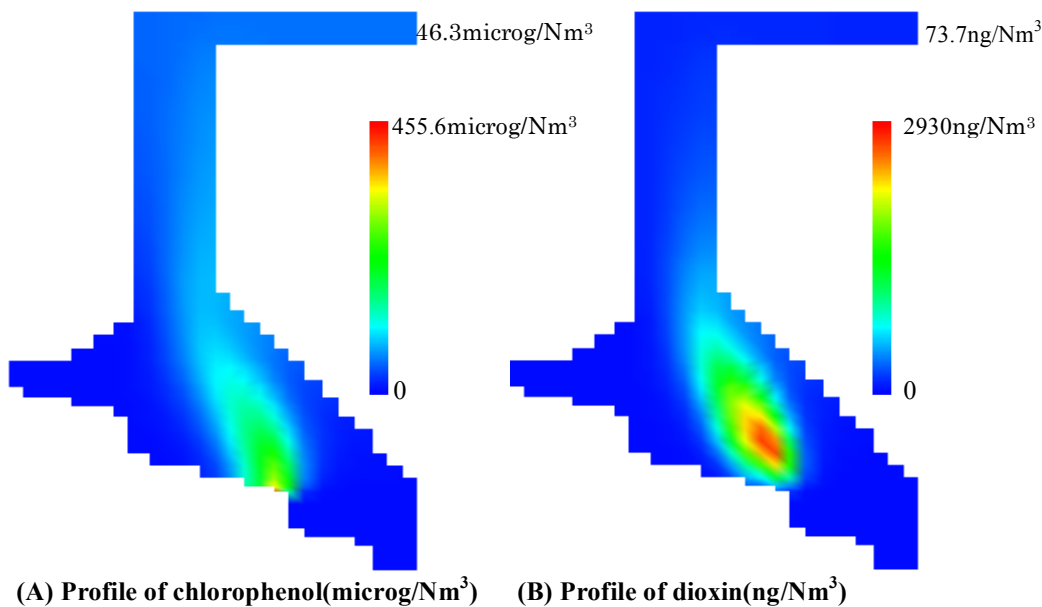 46.3microg/Nm³
73.7ng/Nm³
455.6microg/Nm³
2930ng/Nm³
0
0
(A) Profile of chlorophenol(microg/Nm³)
(B) Profile of dioxin(ng/Nm³)